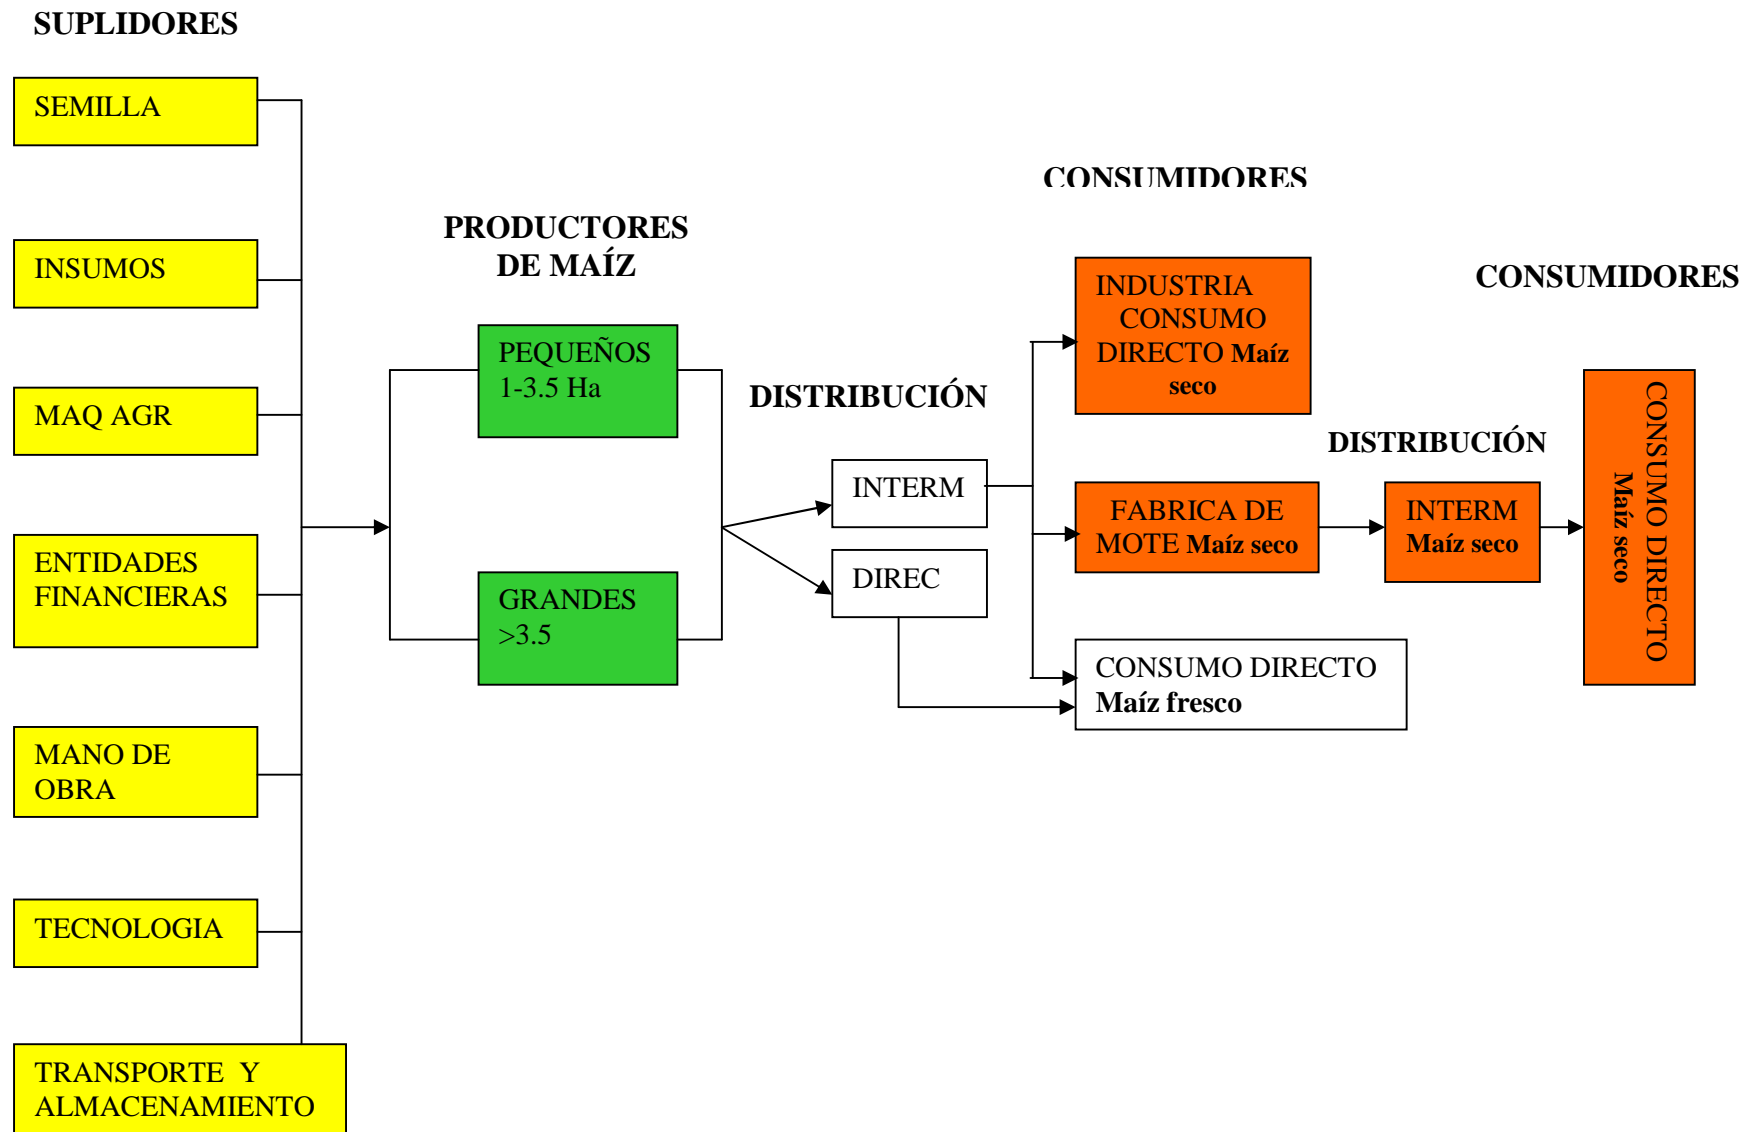 SUPLIDORES
SEMILLA
INSUMOS
MAQ AGR
ENTIDADES
FINANCIERAS
MANO DE
OBRA
TECNOLOGIA
TRANSPORTE Y
ALMACENAMIENTO
PRODUCTORES
DE MAÍZ
PEQUEÑOS
1-3.5 Ha
GRANDES
>3.5
DISTRIBUCIÓN
INTERM
DIREC
CONSUMIDORES
INDUSTRIA
CONSUMO
DIRECTO Maíz
seco
FABRICA DE
MOTE Maíz seco
CONSUMO DIRECTO
Maíz fresco
DISTRIBUCIÓN
INTERM
Maíz seco
CONSUMIDORES
CONSUMO DIRECTO
Maíz seco